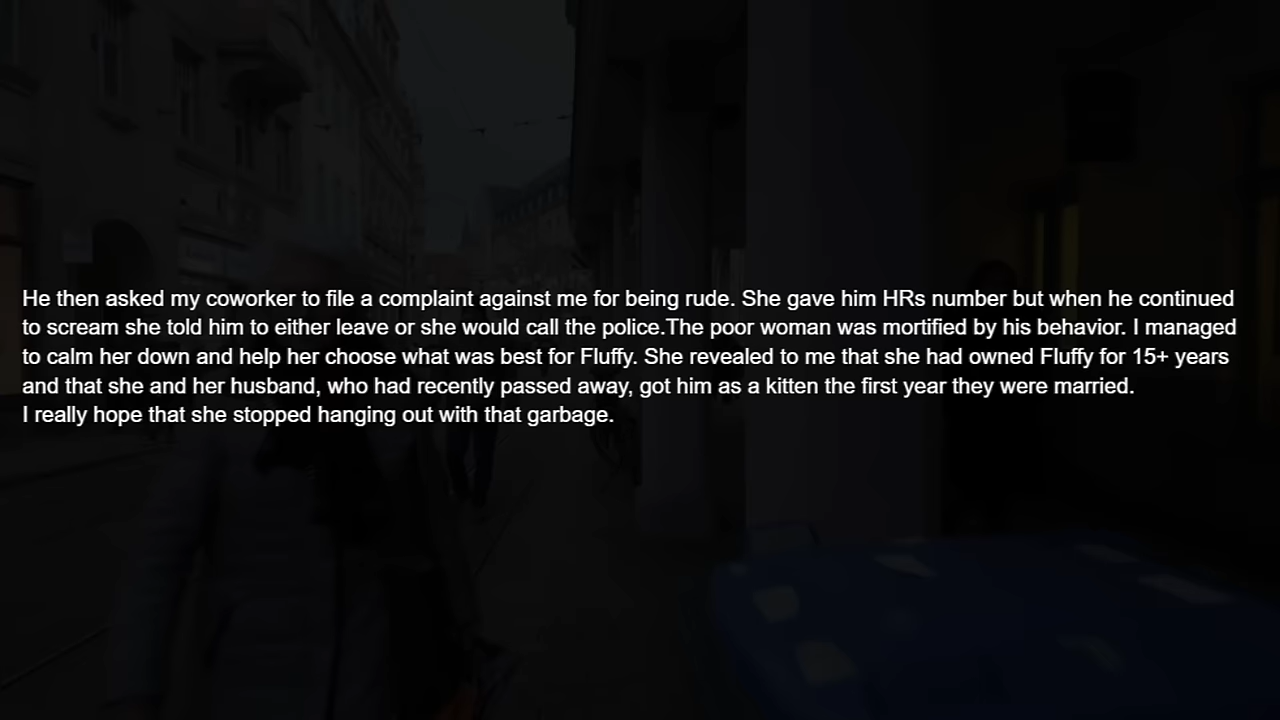 He then asked my coworker to file a complaint against me for being rude. She gave him HRs number but when he continued
to scream she told him to either leave or she would call the police.The poor woman was mortified by his behavior. I managed
to calm her down and help her choose what was best for Fluffy. She revealed to me that she had owned Fluffy for 15+ years
and that she and her husband, who had recently passed away, got him as a kitten the first year they were married.
I really hope that she stopped hanging out with that garbage.